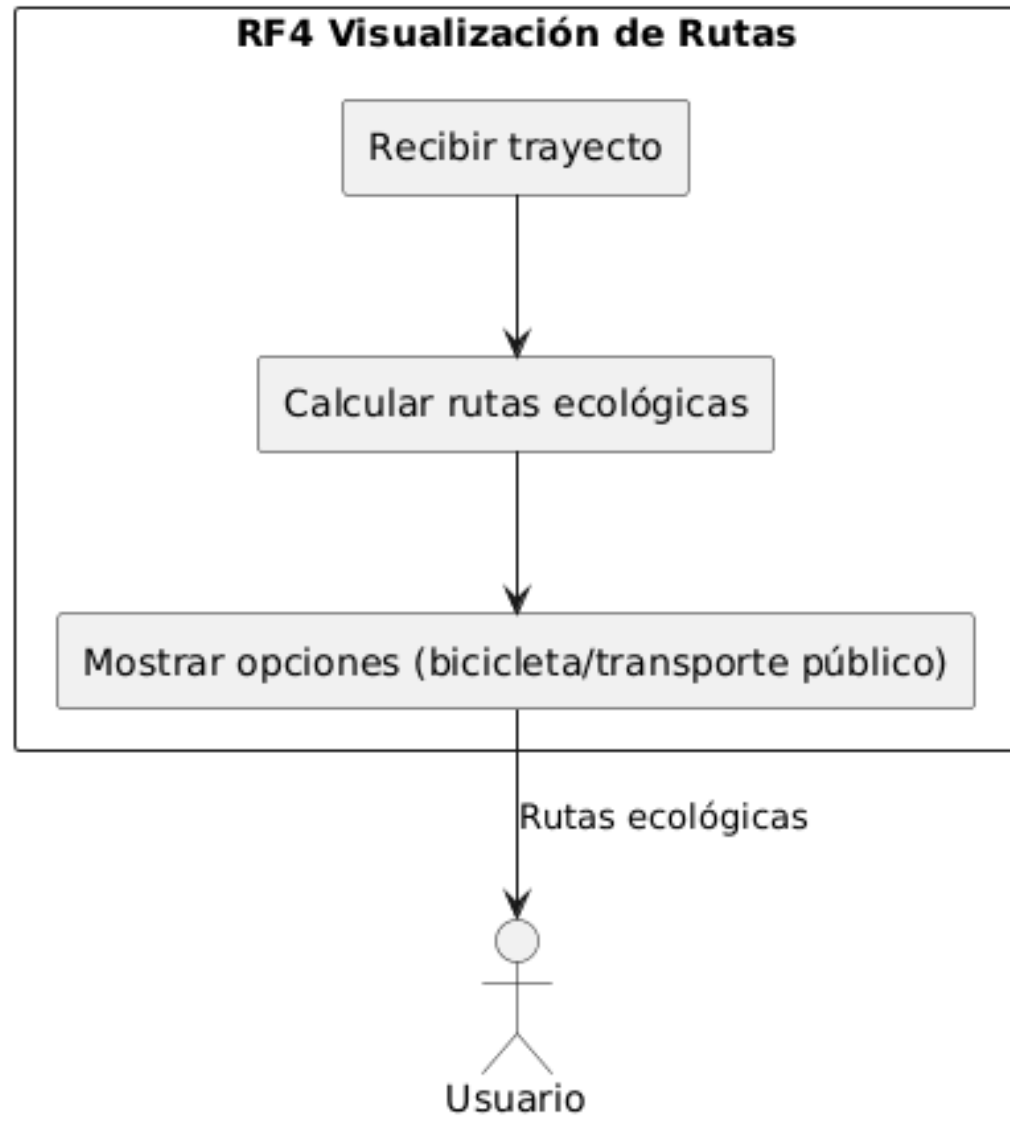 RF4 Visualización de Rutas
Recibir trayecto
Calcular rutas ecológicas
Mostrar opciones (bicicleta/transporte público)
Rutas ecológicas
Usuario